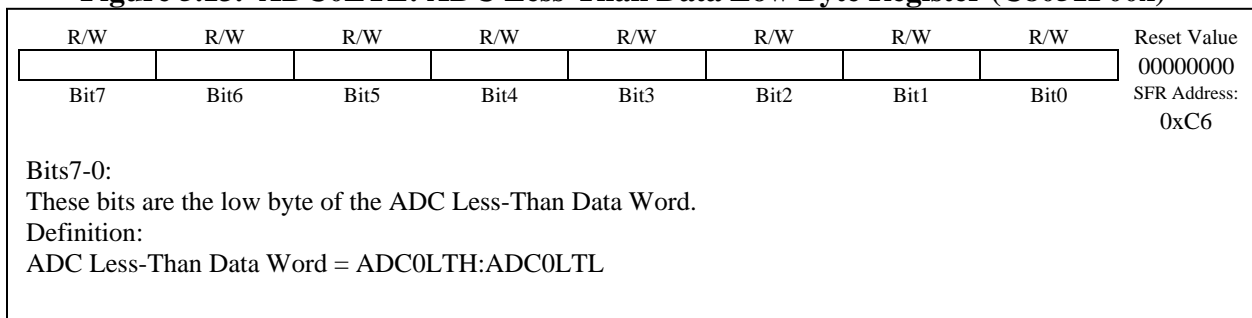 R/W R/W R/W R/W R/W R/W R/W R/W Reset Value
00000000
Bit7 Bit6 Bit5 Bit4 Bit3 Bit2 Bit1 Bit0 SFR Address:
0xC6
Bits7-0:
These bits are the low byte of the ADC Less-Than Data Word.
Definition:
ADC Less-Than Data Word = ADC0LTH:ADC0LTL